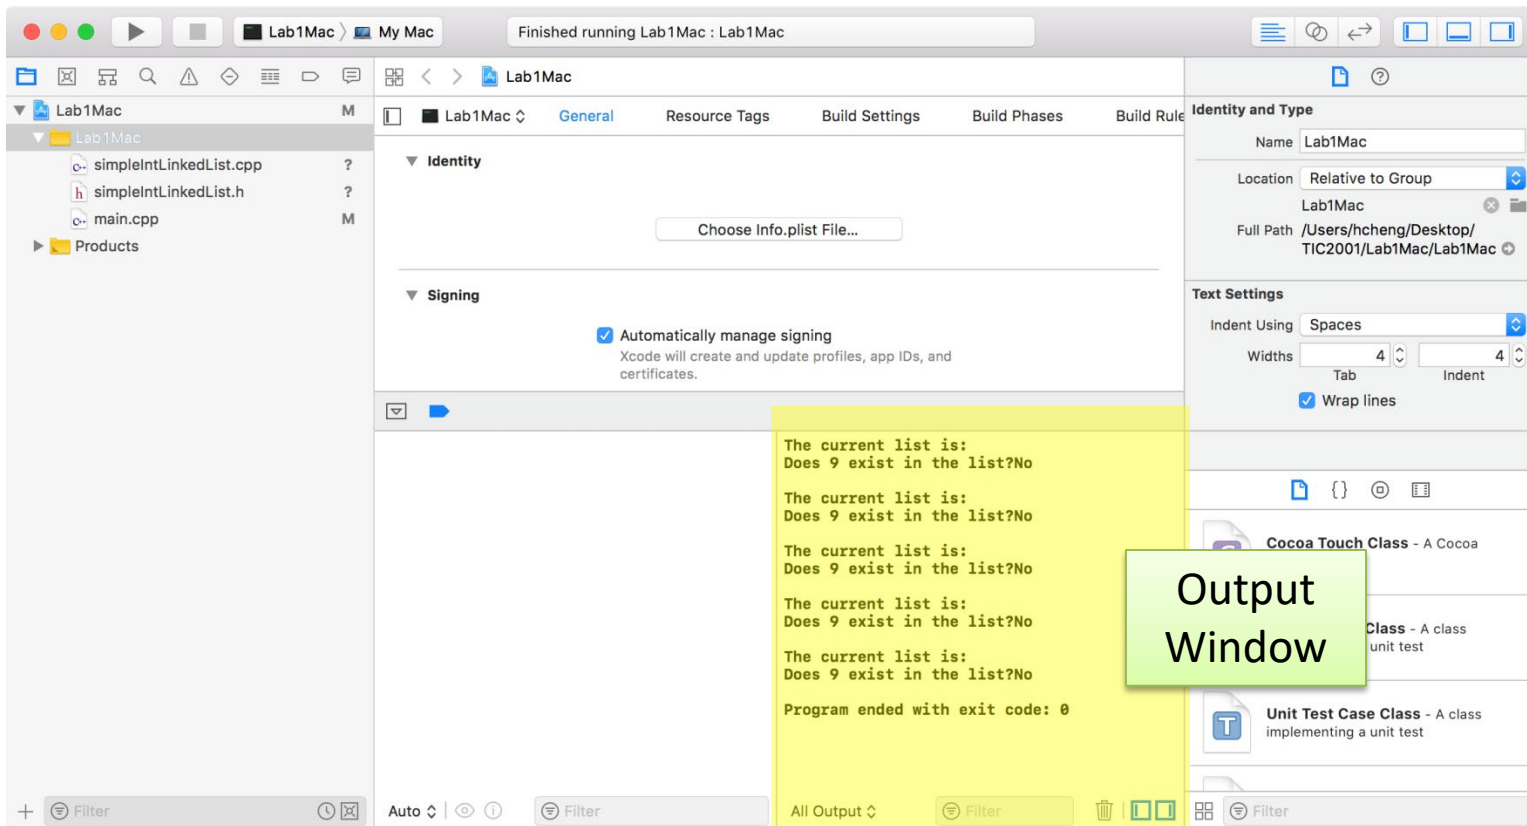 Lab1Mac
My Mac
Finished running Lab1Mac : Lab1Mac
Lab1Mac
M
Lab1Mac
simpleIntLinkedList.cpp
?
simpleIntLinkedList.h
?
main.cpp
M
Products
Filter
Lab1Mac
Lab1Mac
General
Resource Tags
Build Settings
Build Phases
Build Rule
Identity
Choose Info.plist File...
Signing
Automatically manage signing
Xcode will create and update profiles, app IDs, and
certificates.
Auto
Filter
The current list is:
Does 9 exist in the list?No
The current list is:
Does 9 exist in the list?No
The current list is:
Does 9 exist in the list?No
The current list is:
Does 9 exist in the list?No
The current list is:
Does 9 exist in the list?No
Program ended with exit code: 0
All Output
Filter
Output
Window
Identity and Type
Name Lab1Mac
Location Relative to Group
Lab1Mac
Full Path /Users/hcheng/Desktop/
TIC2001/Lab1Mac/Lab1Mac
Text Settings
Indent Using Spaces
Widths 4 4
Tab Indent
Wrap lines
{}
Cocoa Touch Class - A Cocoa
Class - A class
unit test
T
Unit Test Case Class - A class
implementing a unit test
Filter